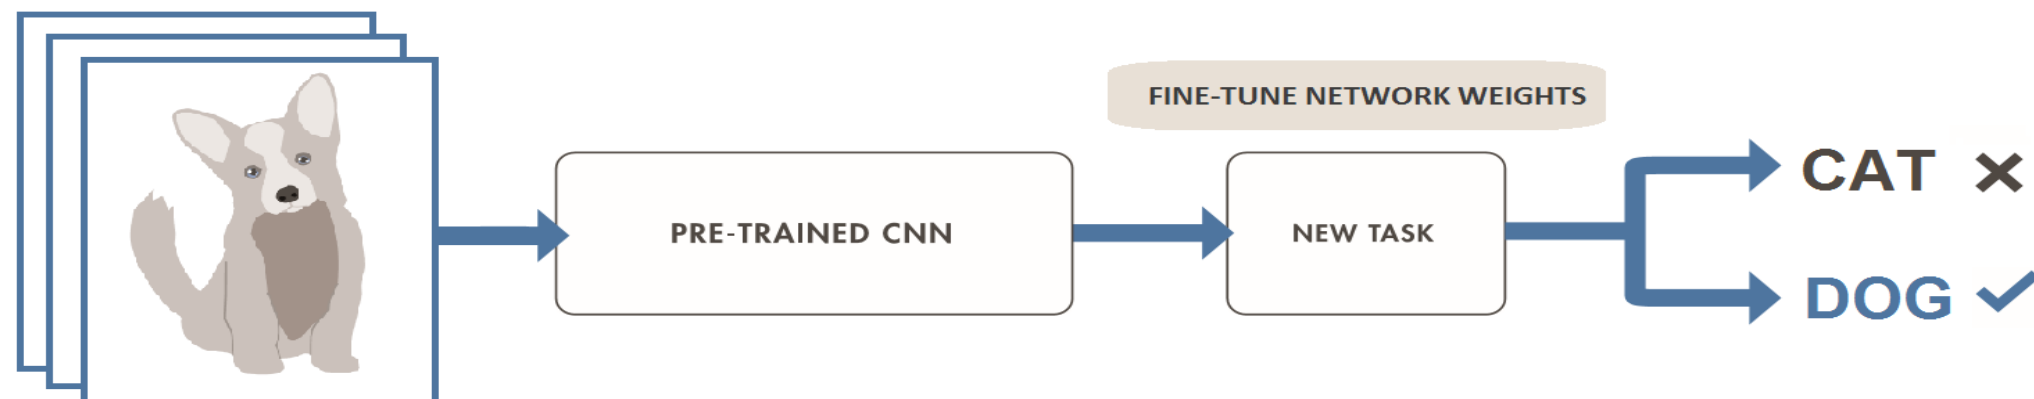 FINE-TUNE NETWORK WEIGHTS
PRE-TRAINED CNN
NEW TASK
CAT
DOG